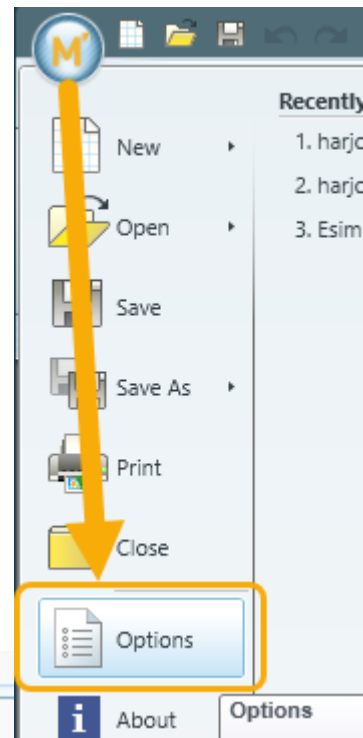 M
Recently
New
1. harjo
2. harjo
Open
3. Esim
Save
Save As
Print
Close
Options
About
Options